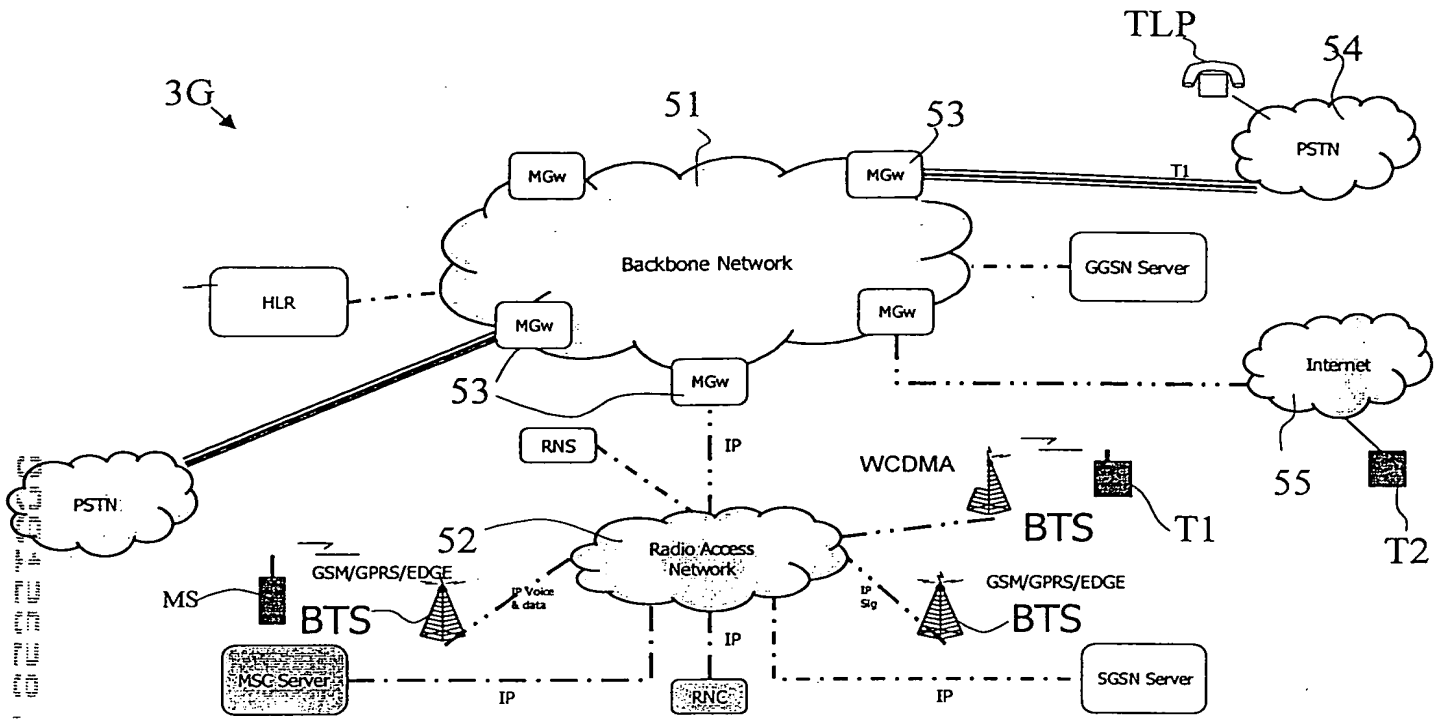 TLP
54
3G
51
53
PSTN
MGw
MGw
T1
Backbone Network
GGSN Server
HLR
MGw
MGw
Internet
53
MGw
IP
RNS
WCDMA
55
T2
PSTN
52
BTS
T1
Radio Access
Network
GSM/GPRS/EDGE
GSM/GPRS/EDGE
MS
BTS
IP Voice
& data
IP
Sig
BTS
IP
MSC Server
IP
RNC
IP
SGSN Server